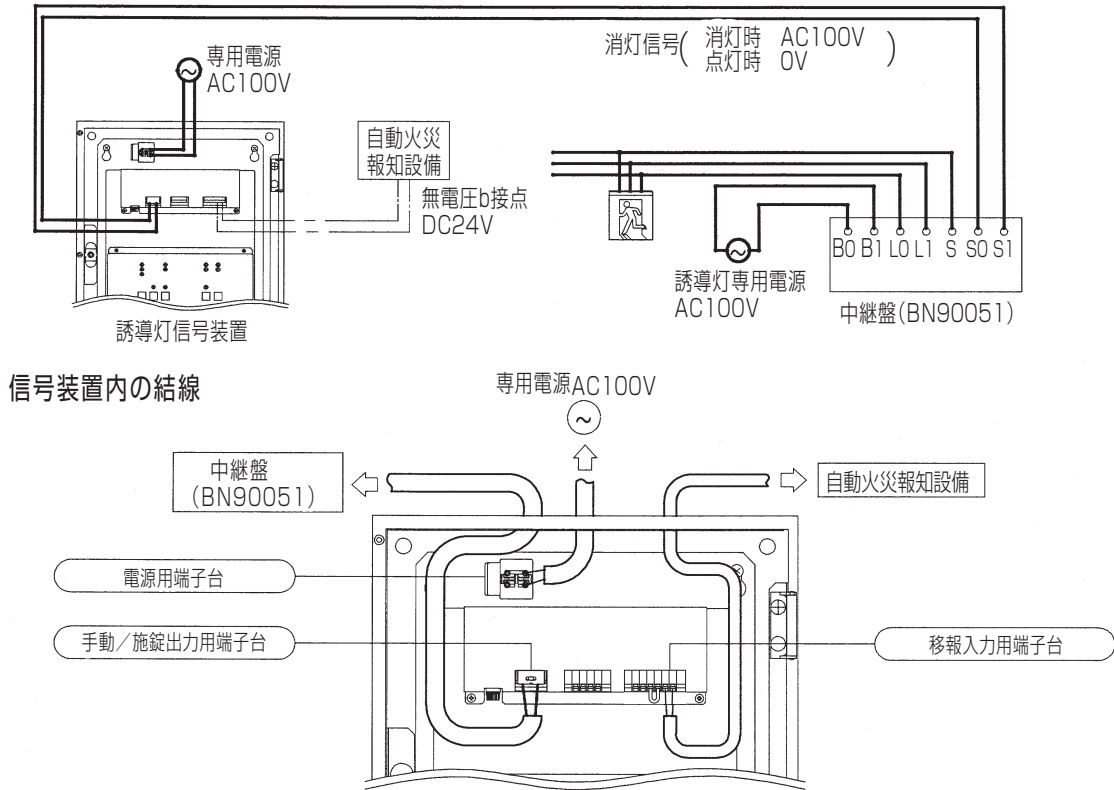 消灯信号(消灯時 AC100V
点灯時 0V)
専用電源
AC100V
自動火災
報知設備
無電圧b接点
DC24V
誘導灯信号装置
誘導灯専用電源
AC100V
B0 B1 L0 L1 S S0 S1
中継盤(BN90051)
信号装置内の結線
専用電源AC100V
中継盤
(BN90051)
自動火災報知設備
電源用端子台
手動/施錠出力用端子台
移報入力用端子台